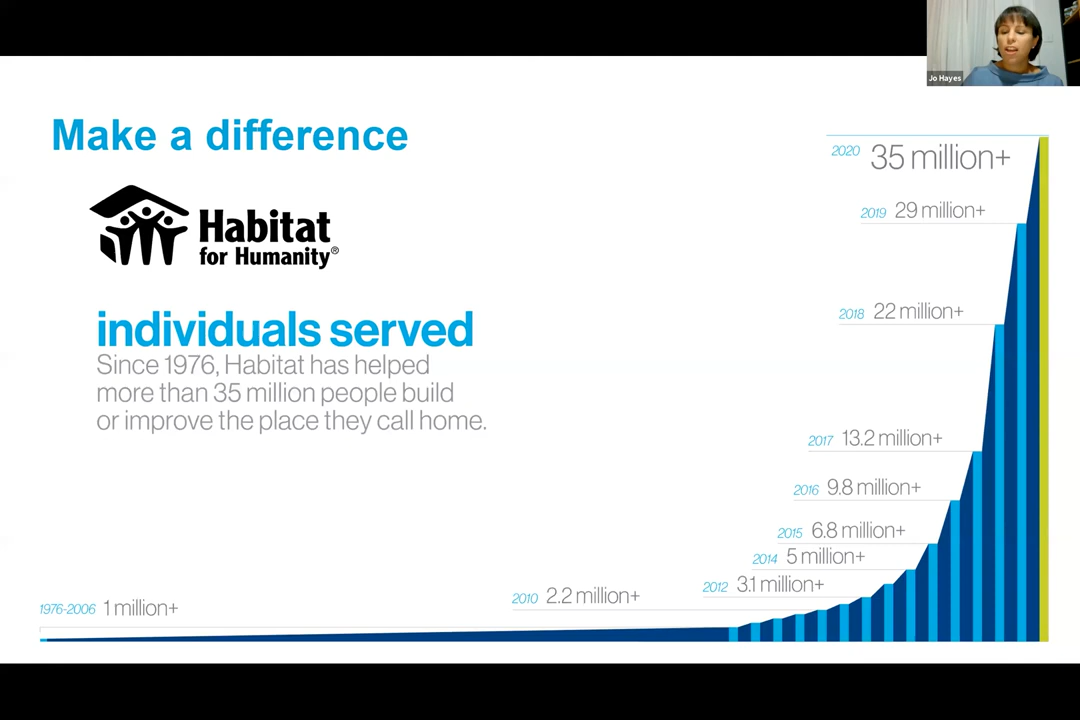 Jo Hayes
Make a difference
Habitat
for Humanity®
individuals served
Since 1976, Habitat has helped
more than 35 million people build
or improve the place they call home.
2020 35 million+
2019 29 million+
2018 22 million+
2017 13.2 million+
2016 9.8 million+
2015 6.8 million+
2014 5 million+
2012 3.1 million+
2010 2.2 million+
1976-2006 1 million+